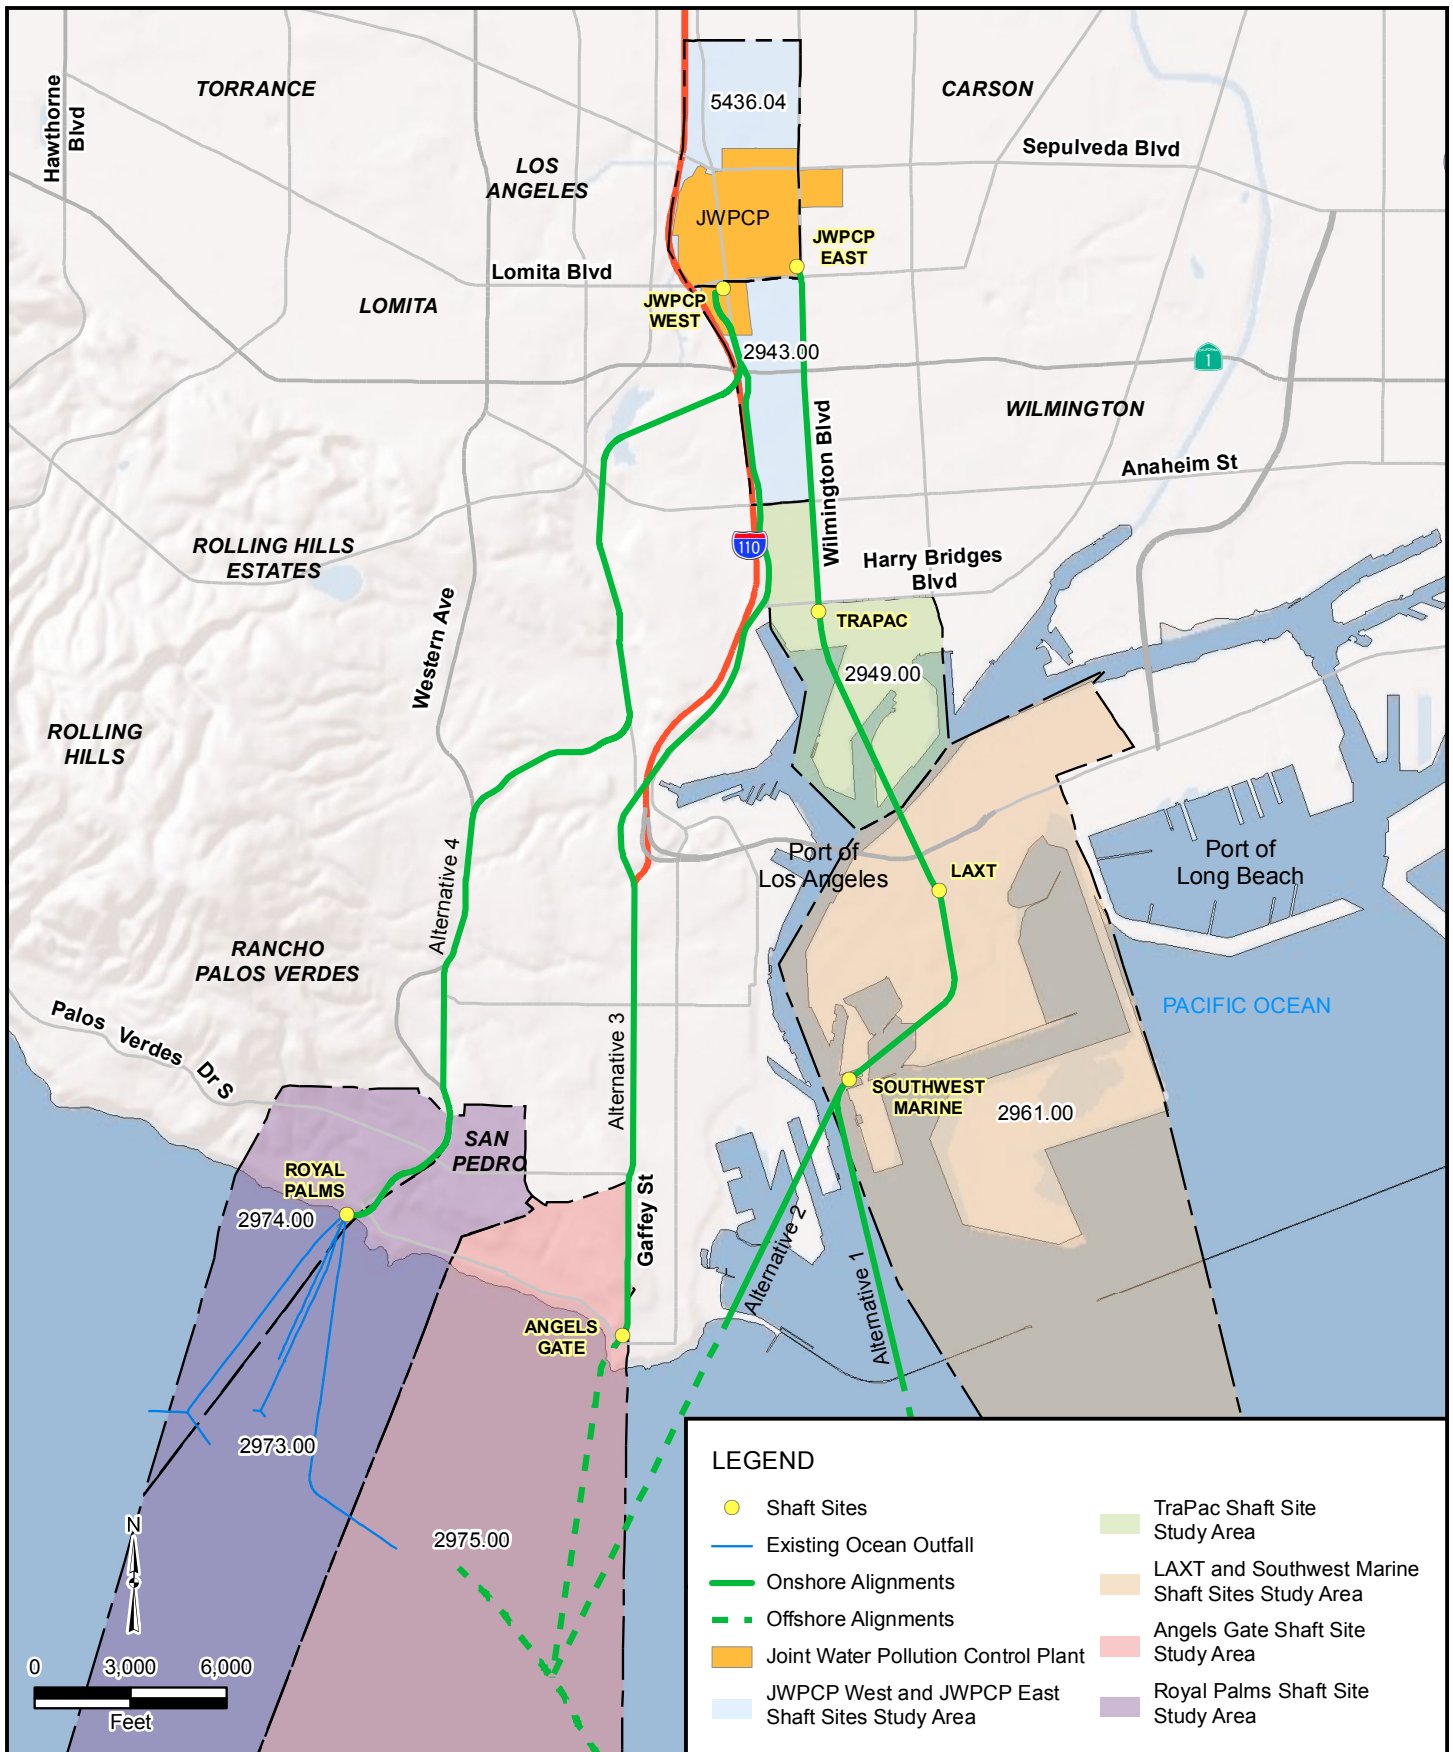 TORRANCE
CARSON
Hawthorne
Blvd
5436.04
Sepulveda Blvd
LOS
ANGELES
JWPCP
JWPCP
EAST
Lomita Blvd
LOMITA
JWPCP
WEST
2943.00
CALIFORNIA
1
WILMINGTON
Wilmington Blvd
Anaheim St
ROLLING HILLS
ESTATES
110
Harry Bridges
Blvd
TRAPAC
Western Ave
2949.00
ROLLING
HILLS
Port of
Los Angeles
LAXT
Port of
Long Beach
Alternative 4
RANCHO
PALOS VERDES
PACIFIC OCEAN
Palos Verdes Dr S
Alternative 3
SOUTHWEST
MARINE
2961.00
SAN
PEDRO
ROYAL
PALMS
2974.00
Gaffey St
Alternative 2
Alternative 1
ANGELS
GATE
2973.00
2975.00
N
0 3,000 6,000
Feet
LEGEND
Shaft Sites
Existing Ocean Outfall
Onshore Alignments
Offshore Alignments
Joint Water Pollution Control Plant
JWPCP West and JWPCP East
Shaft Sites Study Area
TraPac Shaft Site
Study Area
LAXT and Southwest Marine
Shaft Sites Study Area
Angels Gate Shaft Site
Study Area
Royal Palms Shaft Site
Study Area